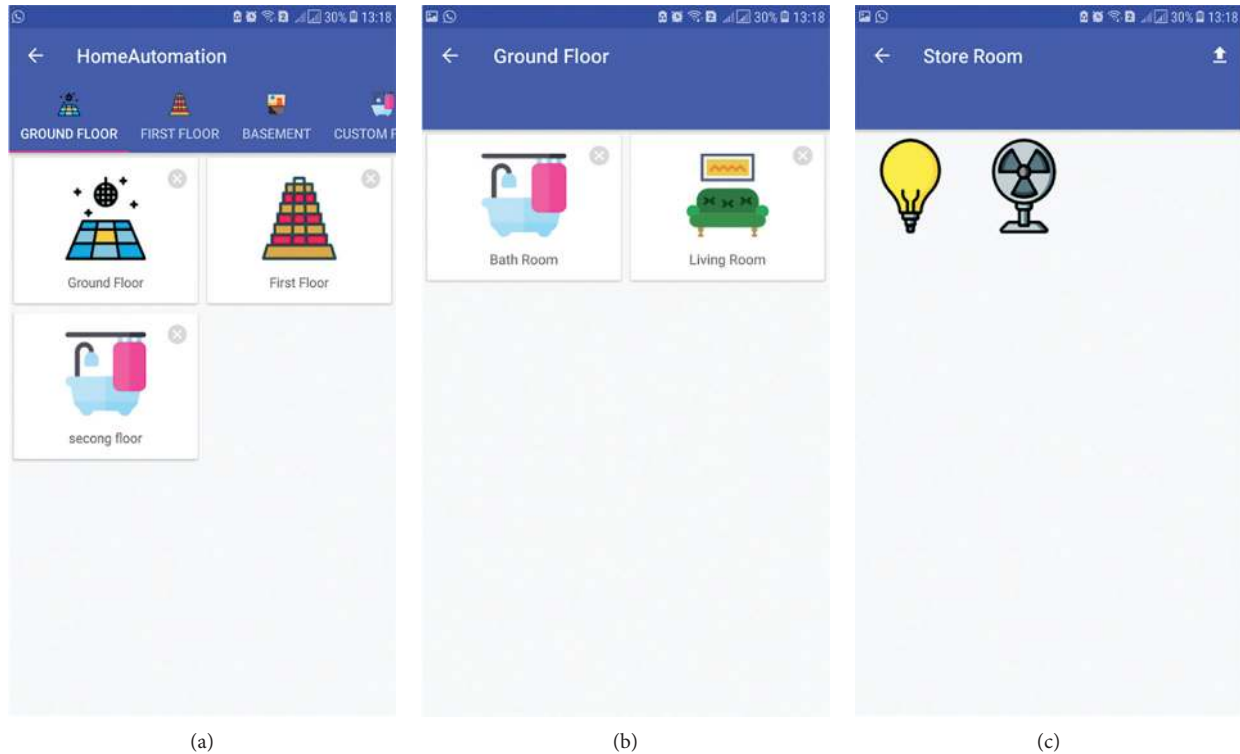 30% 13:18
HomeAutomation
GROUND FLOOR FIRST FLOOR BASEMENT CUSTOM F
Ground Floor First Floor
secong floor
(a)
30% 13:18
Ground Floor
Bath Room Living Room
(b)
30% 13:18
Store Room
(c)